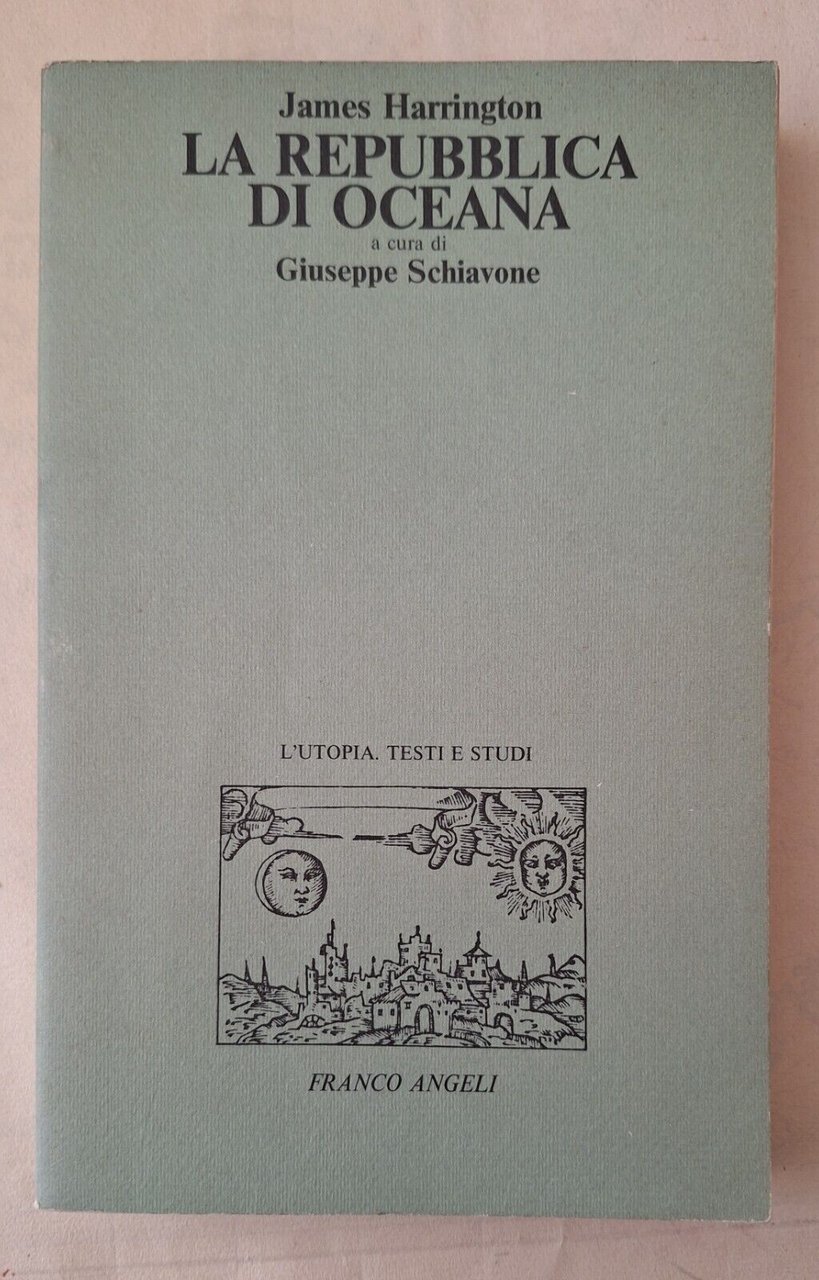 James Harrington
LA REPUBBLICA
DI OCEANA
a cura di
Giuseppe Schiavone
L'UTOPIA. TESTI E STUDI
FRANCO ANGELI